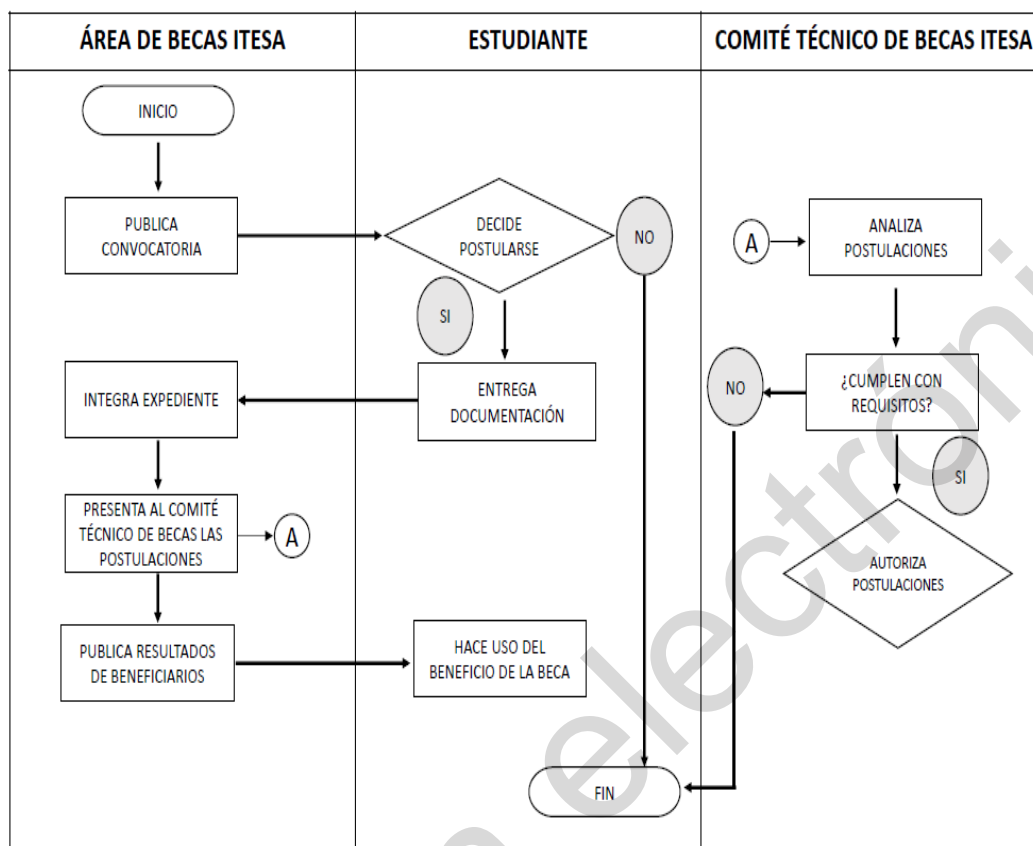 ÁREA DE BECAS ITESA
ESTUDIANTE
COMITÉ TÉCNICO DE BECAS ITESA
INICIO
PUBLICA
CONVOCATORIA
DECIDE
POSTULARSE
NO
SI
A
ANALIZA
POSTULACIONES
INTEGRA EXPEDIENTE
ENTREGA
DOCUMENTACIÓN
NO
¿CUMPLEN CON
REQUISITOS?
SI
PRESENTA AL COMITÉ
TÉCNICO DE BECAS LAS
POSTULACIONES
A
AUTORIZA
POSTULACIONES
PUBLICA RESULTADOS
DE BENEFICIARIOS
HACE USO DEL
BENEFICIO DE LA BECA
FIN
electróni